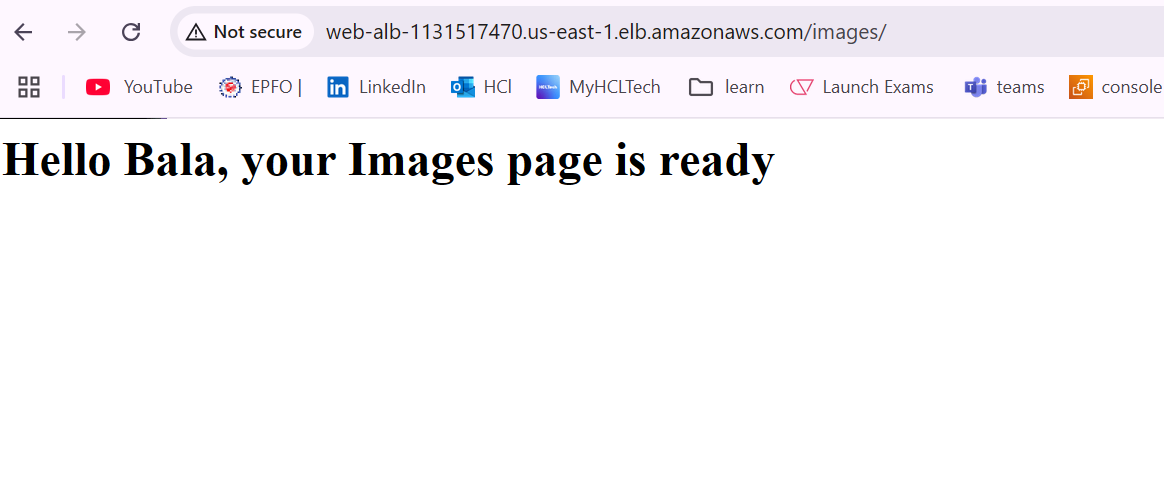 Not secure web-alb-1131517470.us-east-1.elb.amazonaws.com/images/
YouTube EPFO | LinkedIn HCl MyHCLTech learn Launch Exams teams console
Hello Bala, your Images page is ready